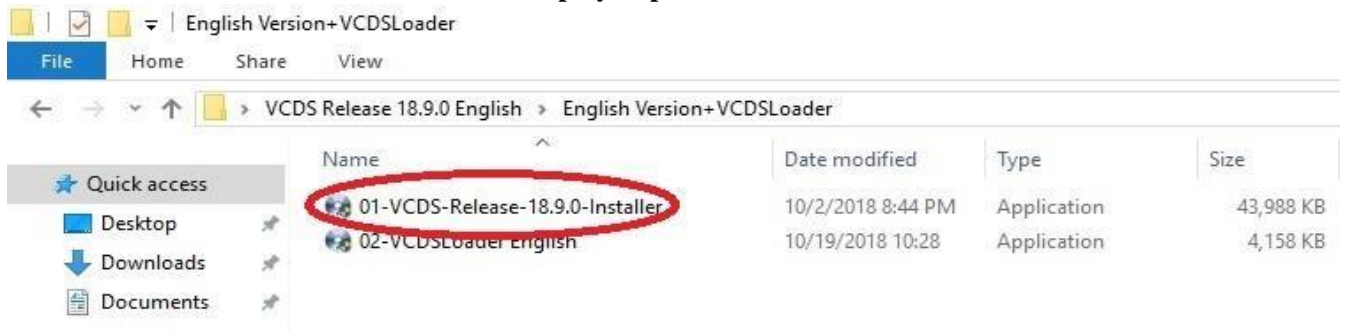 English Version+VCDSLoader
File Home Share View
VCDS Release 18.9.0 English > English Version+VCDSLoader
Name Date modified Type Size
Quick access
01-VCDS-Release-18.9.0-Installer 10/2/2018 8:44 PM Application 43,988 KB
Desktop
02-VCDSLoader English 10/19/2018 10:28 Application 4,158 KB
Downloads
Documents